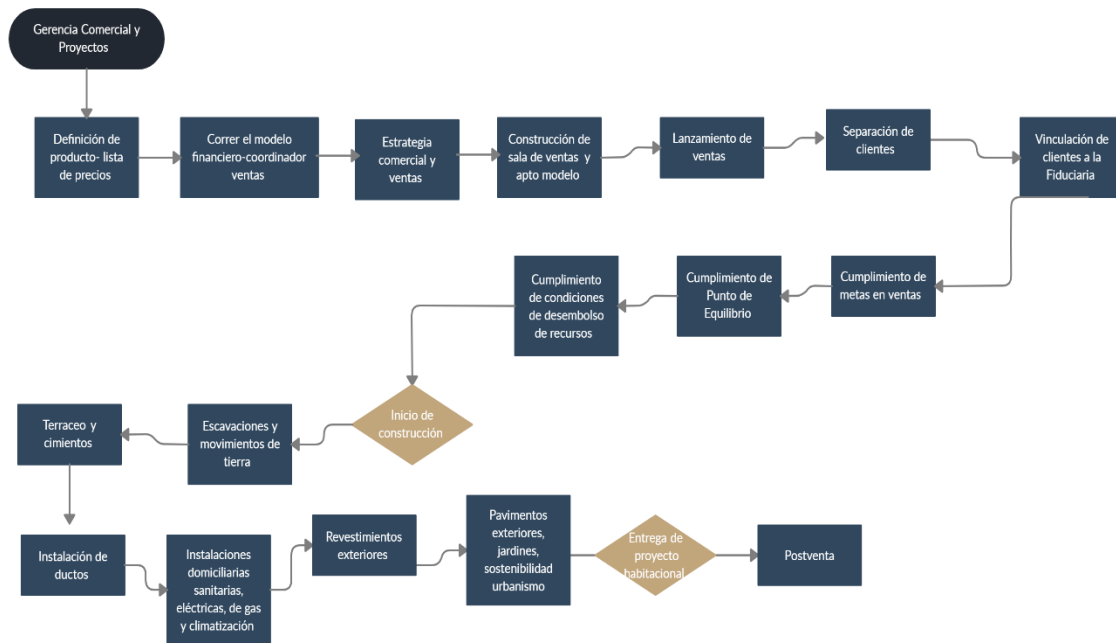 Gerencia Comercial y
Proyectos
Definición de
producto- lista
de precios
Correr el modelo
financiero-coordinador
ventas
Estrategia
comercial y
ventas
Construcción de
sala de ventas y
apto modelo
Lanzamiento de
ventas
Separación de
clientes
Vinculación de
clientes a la
Fiduciaria
Cumplimiento de
metas en ventas
Cumplimiento de
Punto de
Equilibrio
Cumplimiento
de condiciones
de desembolso
de recursos
Inicio de
construcción
Escavaciones y
movimientos de
tierra
Terraceo y
cimientos
Instalación de
ductos
Instalaciones
domiciliarias
sanitarias,
eléctricas, de gas
y climatización
Revestimientos
exteriores
Pavimentos
exteriores,
jardines,
sostenibilidad
urbanismo
Entrega de
proyecto
habitacional
Postventa